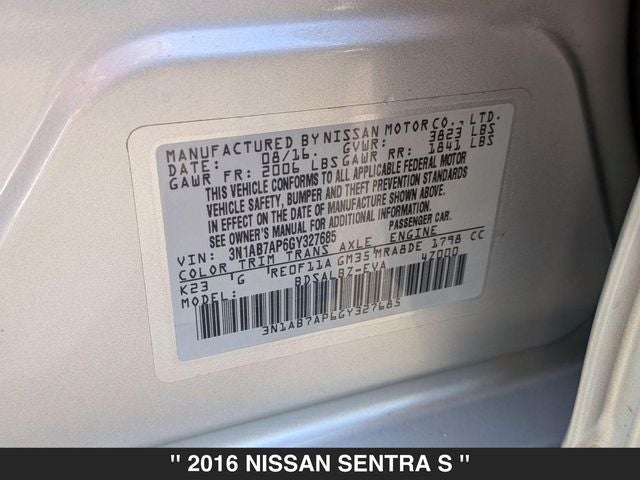 MANUFACTURED BY NISSAN MOTOR CO., LTD.
DATE: 08/16. GVWR: 3823 LBS
GAWR FR: 2006 LBS GAWR RR: 1841 LBS
THIS VEHICLE CONFORMS TO ALL APPLICABLE FEDERAL MOTOR
VEHICLE SAFETY, BUMPER AND THEFT PREVENTION STANDARDS
IN EFFECT ON THE DATE OF MANUFACTURE SHOWN ABOVE.
SEE OWNER'S MANUAL FOR ADDITIONAL INFORMATION.
VIN: 3N1AB7AP6GY327685 PASSENGER CAR.
COLOR TRIM TRANS AXLE ENGINE
K23 G RE0F11A GM35 MRA8DE 1798 CC
MODEL: BDSALBZ-EVA 4Z000
3N1AB7AP6GY327685
" 2016 NISSAN SENTRA S "